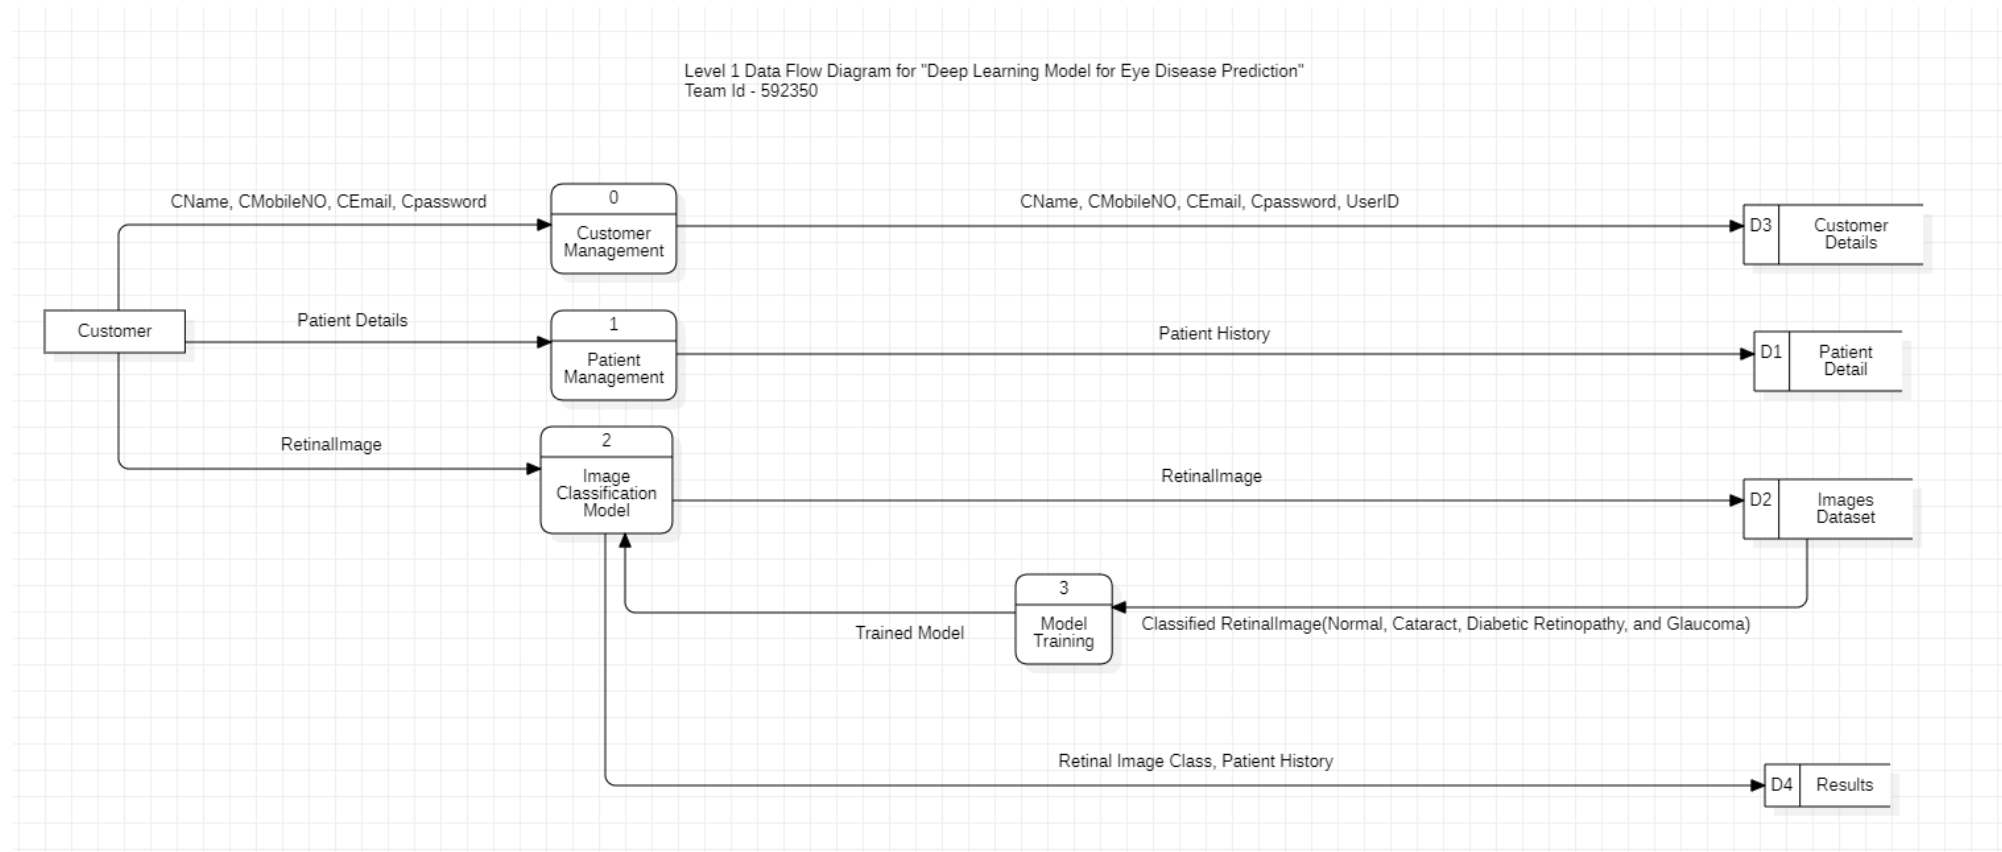 Level 1 Data Flow Diagram for "Deep Learning Model for Eye Disease Prediction"
Team Id - 592350
CName, CMobileNO, CEmail, Cpassword
0
Customer
Management
CName, CMobileNO, CEmail, Cpassword, UserID
D3
Customer
Details
Customer
Patient Details
1
Patient
Management
Patient History
D1
Patient
Detail
RetinalImage
2
Image
Classification
Model
RetinalImage
D2
Images
Dataset
3
Model
Training
Trained Model
Classified RetinalImage(Normal, Cataract, Diabetic Retinopathy, and Glaucoma)
Retinal Image Class, Patient History
D4
Results